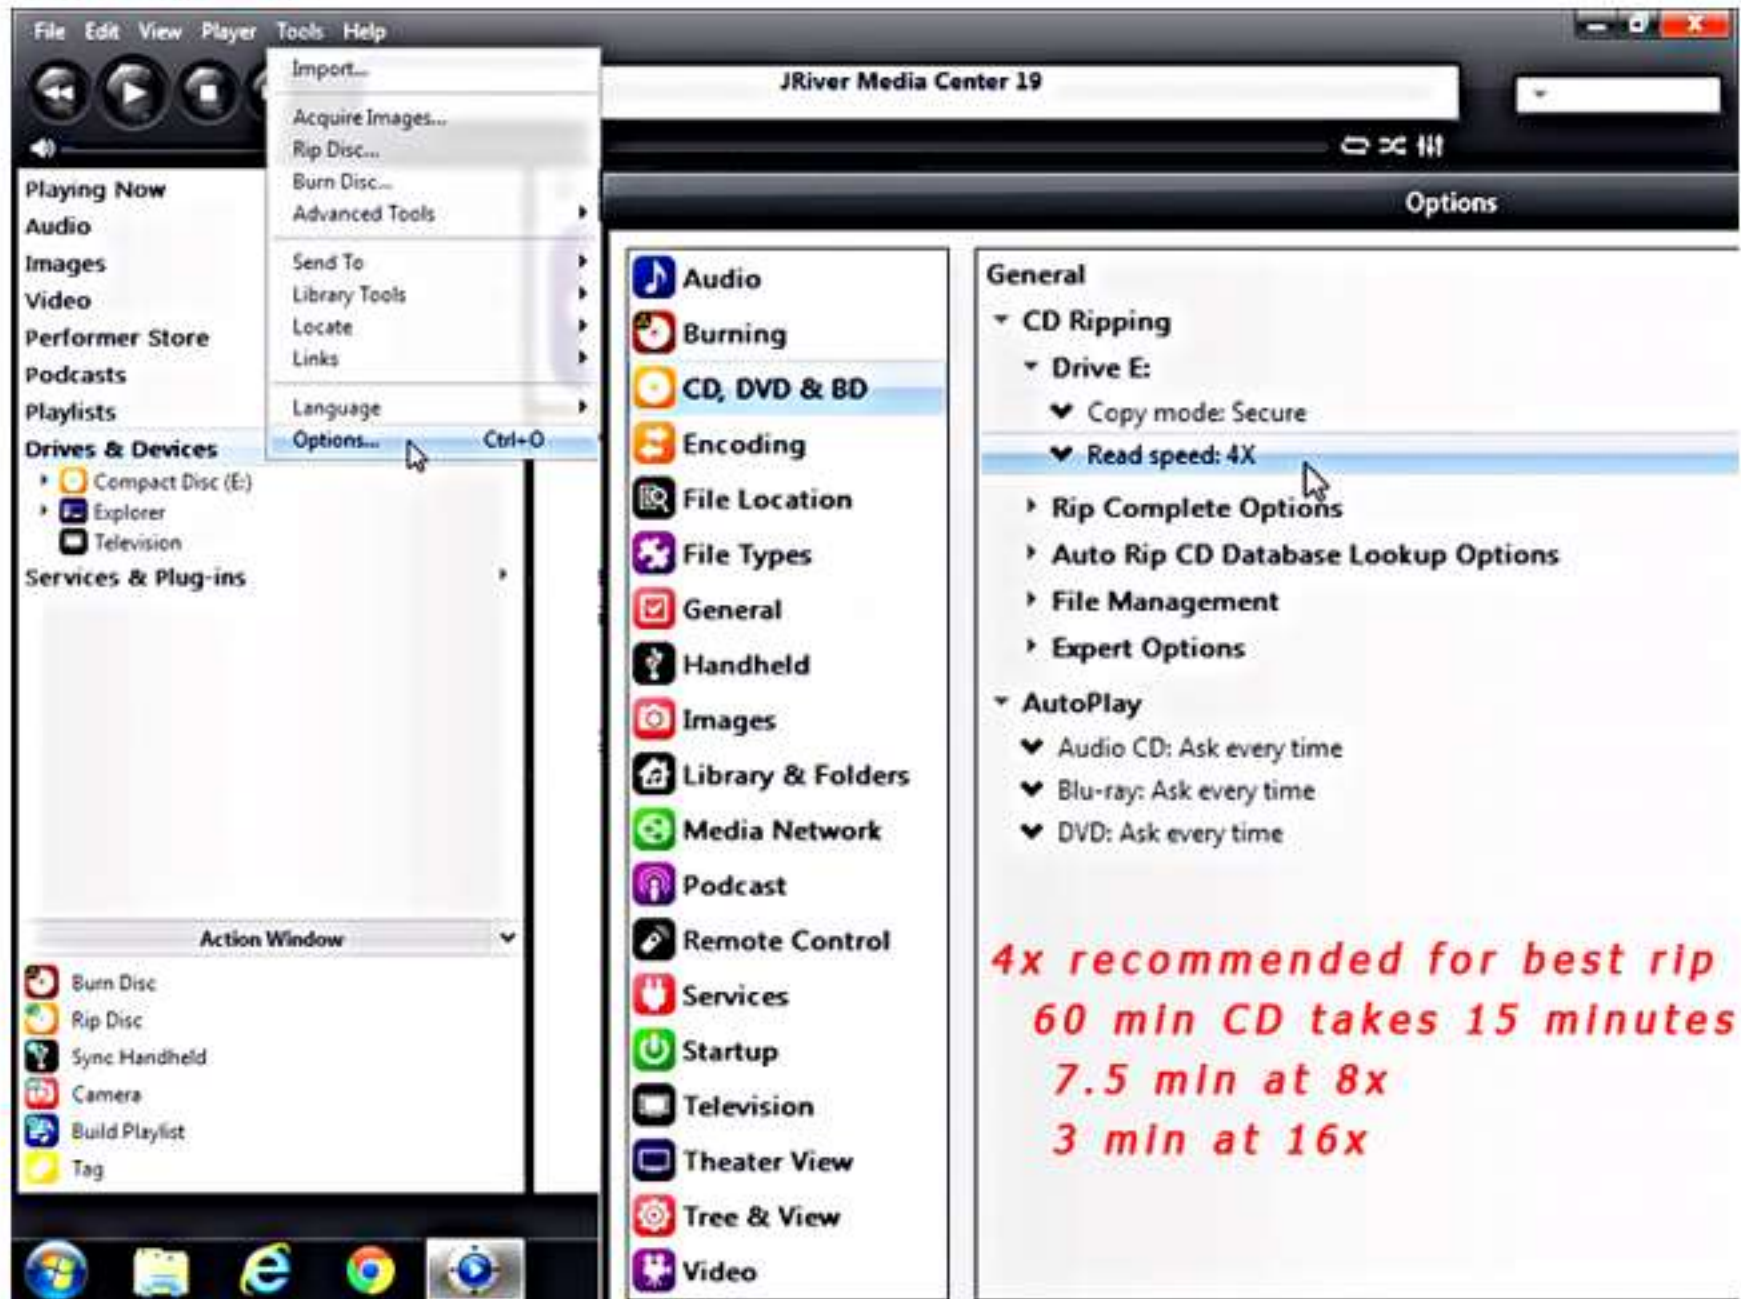 File Edit View Player Tools Help
JRiver Media Center 19
Import...
Acquire Images...
Rip Disc...
Burn Disc...
Advanced Tools
Send To
Library Tools
Locate
Links
Language
Options... Ctrl+O
Playing Now
Audio
Images
Video
Performer Store
Podcasts
Playlists
Drives & Devices
Compact Disc (E:)
Explorer
Television
Services & Plug-ins
Action Window
Burn Disc
Rip Disc
Sync Handheld
Camera
Build Playlist
Tag
Options
Audio
Burning
CD, DVD & BD
Encoding
File Location
File Types
General
Handheld
Images
Library & Folders
Media Network
Podcast
Remote Control
Services
Startup
Television
Theater View
Tree & View
Video
General
CD Ripping
Drive E:
Copy mode: Secure
Read speed: 4X
Rip Complete Options
Auto Rip CD Database Lookup Options
File Management
Expert Options
AutoPlay
Audio CD: Ask every time
Blu-ray: Ask every time
DVD: Ask every time
4x recommended for best rip
60 min CD takes 15 minutes
7.5 min at 8x
3 min at 16x